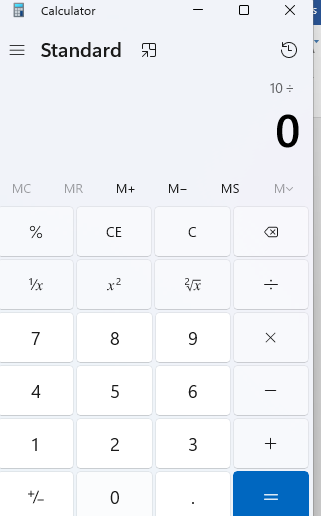 Calculator
Standard
10 ÷
0
MC MR M+ M− MS M
% CE C
¹/x x² ²√x ÷
7 8 9 ×
4 5 6 −
1 2 3 +
+/− 0 . =